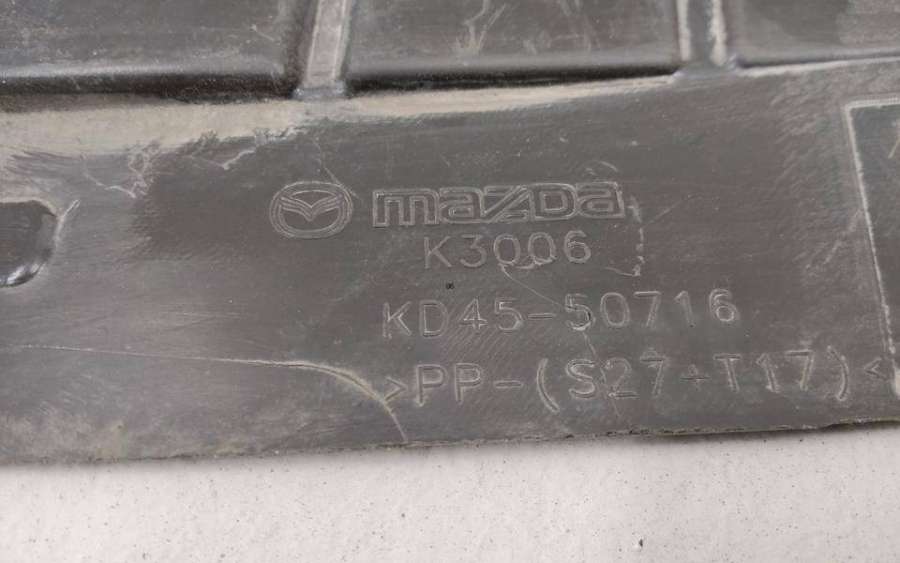 mazda
K3006
KD45-50716
>PP-(S27+T17)<